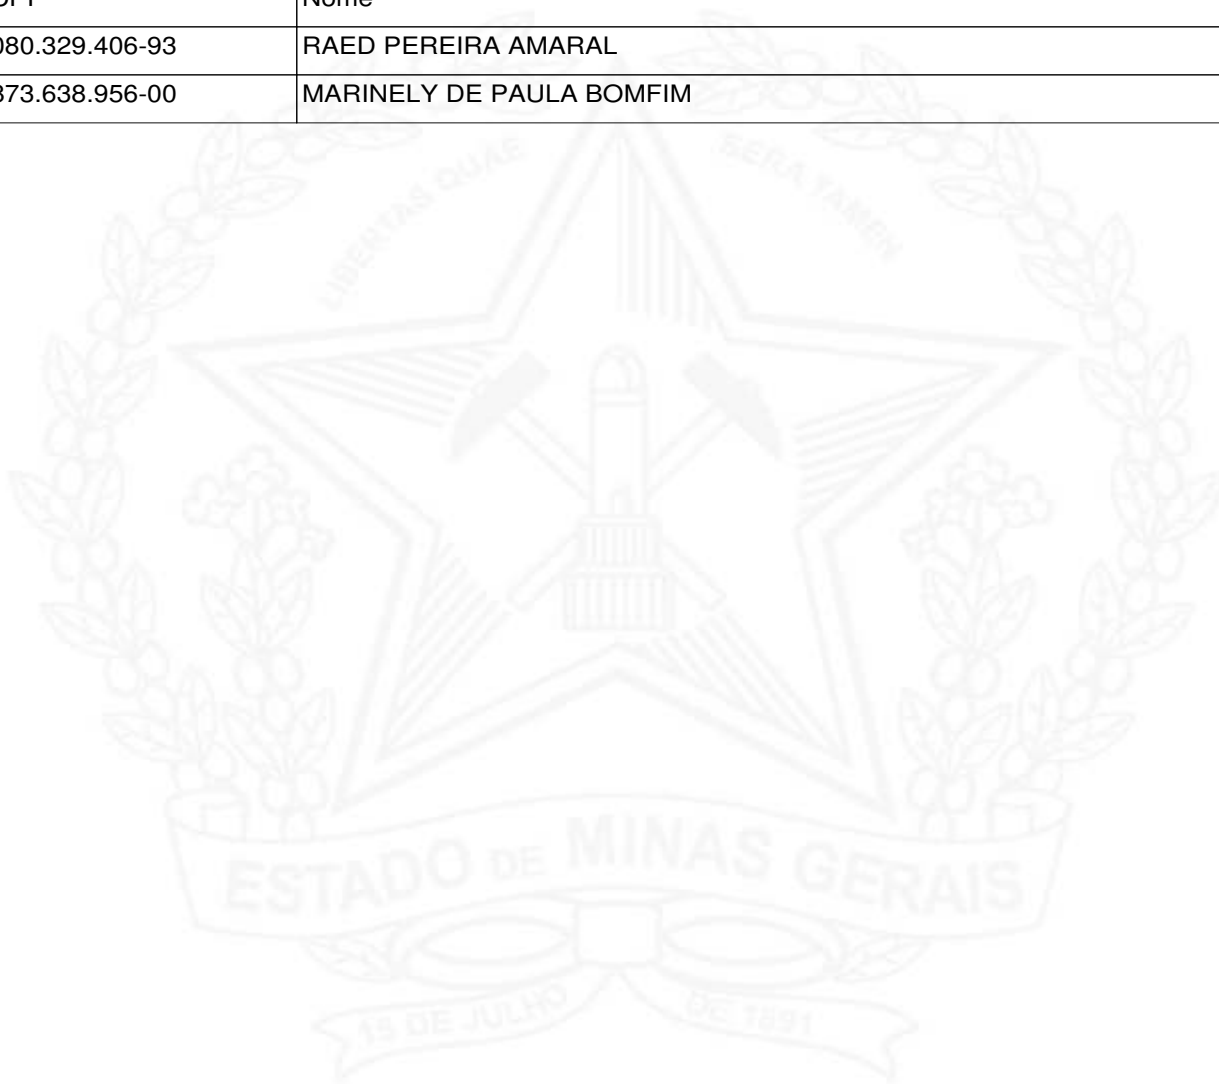 Nome
080.329.406-93 RAED PEREIRA AMARAL
873.638.956-00 MARINELY DE PAULA BOMFIM
LIBERTAS QUAE SERA TAMEN
ESTADO DE MINAS GERAIS
15 DE JULHO DE 1891